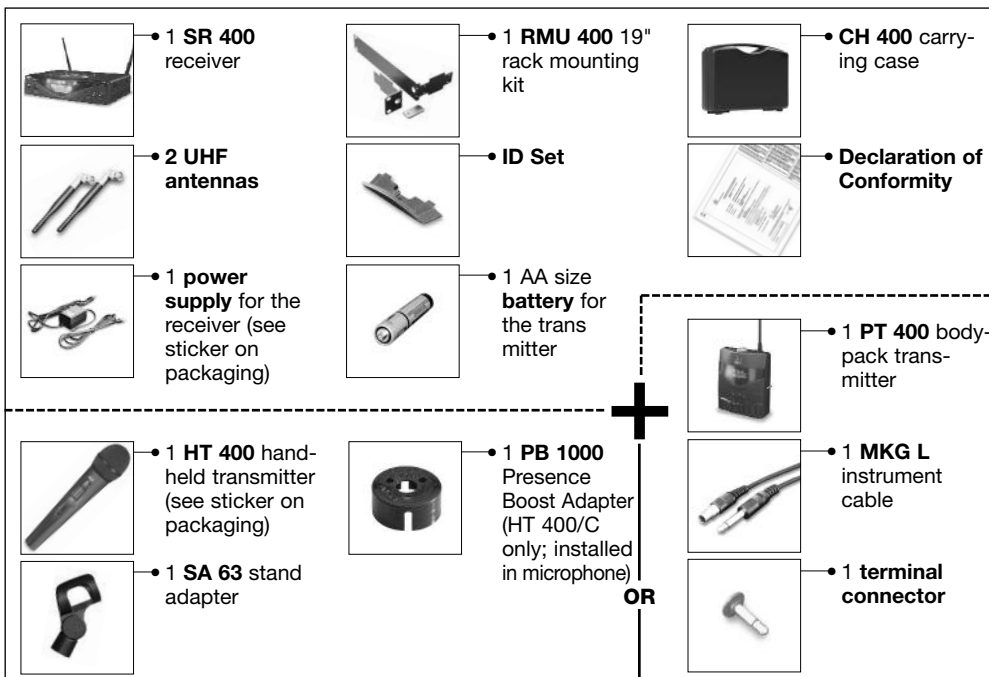 1 SR 400
receiver
1 RMU 400 19"
rack mounting
kit
CH 400 carry-
ing case
2 UHF
antennas
ID Set
Declaration of
Conformity
1 power
supply for the
receiver (see
sticker on
packaging)
1 AA size
battery for
the trans
mitter
1 PT 400 body-
pack trans-
mitter
1 HT 400 hand-
held transmitter
(see sticker on
packaging)
1 PB 1000
Presence
Boost Adapter
(HT 400/C
only; installed
in microphone)
1 MKG L
instrument
cable
1 SA 63 stand
adapter
OR
1 terminal
connector